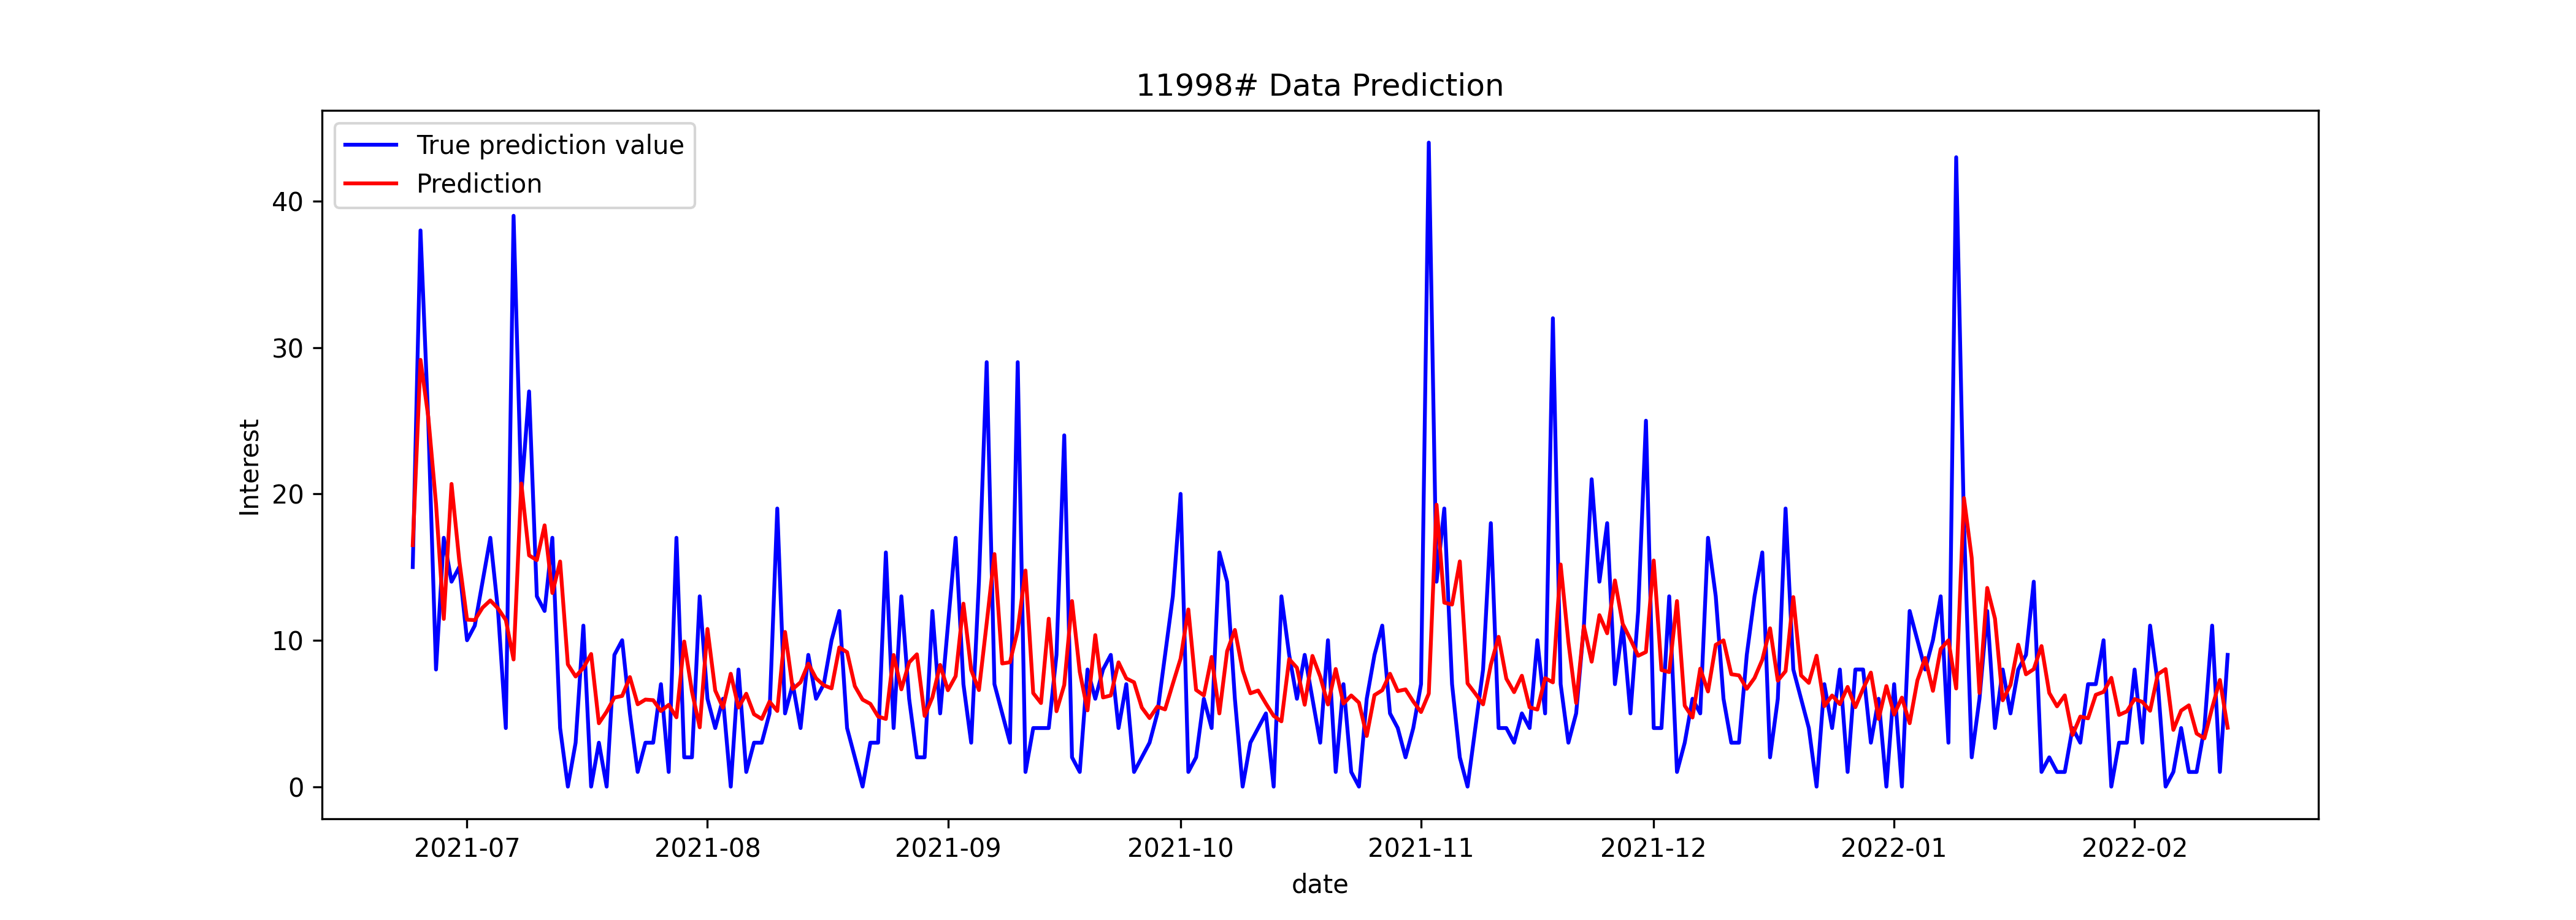 11998# Data Prediction
True prediction value
Prediction
Interest
40
30
20
10
0
2021-07
2021-08
2021-09
2021-10
2021-11
2021-12
2022-01
2022-02
date